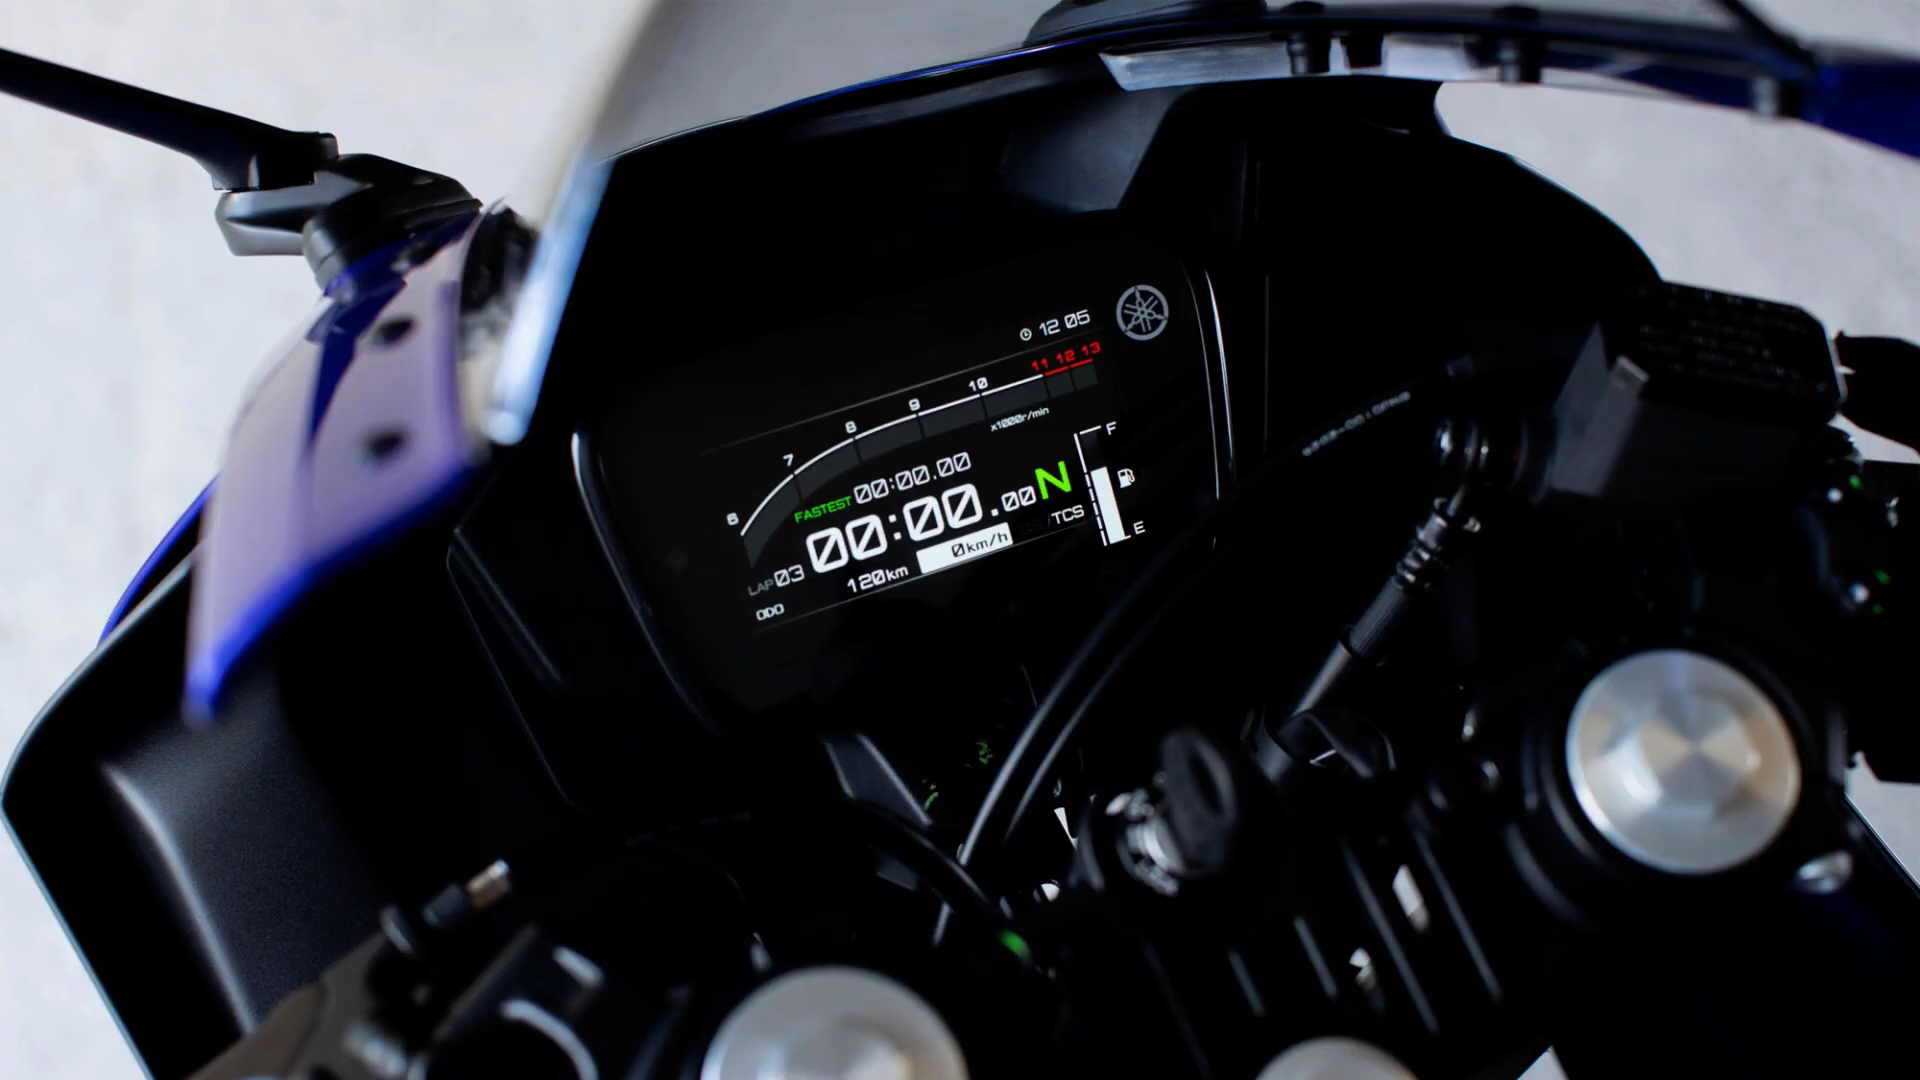 12 05
6 7 8 9 10 11 12 13
x1000r/min
FASTEST 00:00.00
00:00.00 N
LAP 03
0km/h
TCS
120km
ODO
F
E